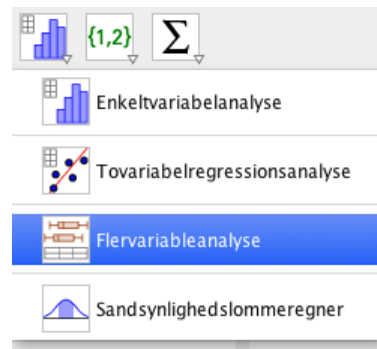 {1,2} Σ
Enkeltvariabelanalyse
Tovariabelregressionsanalyse
Flervariableanalyse
Sandsynlighedslommeregner